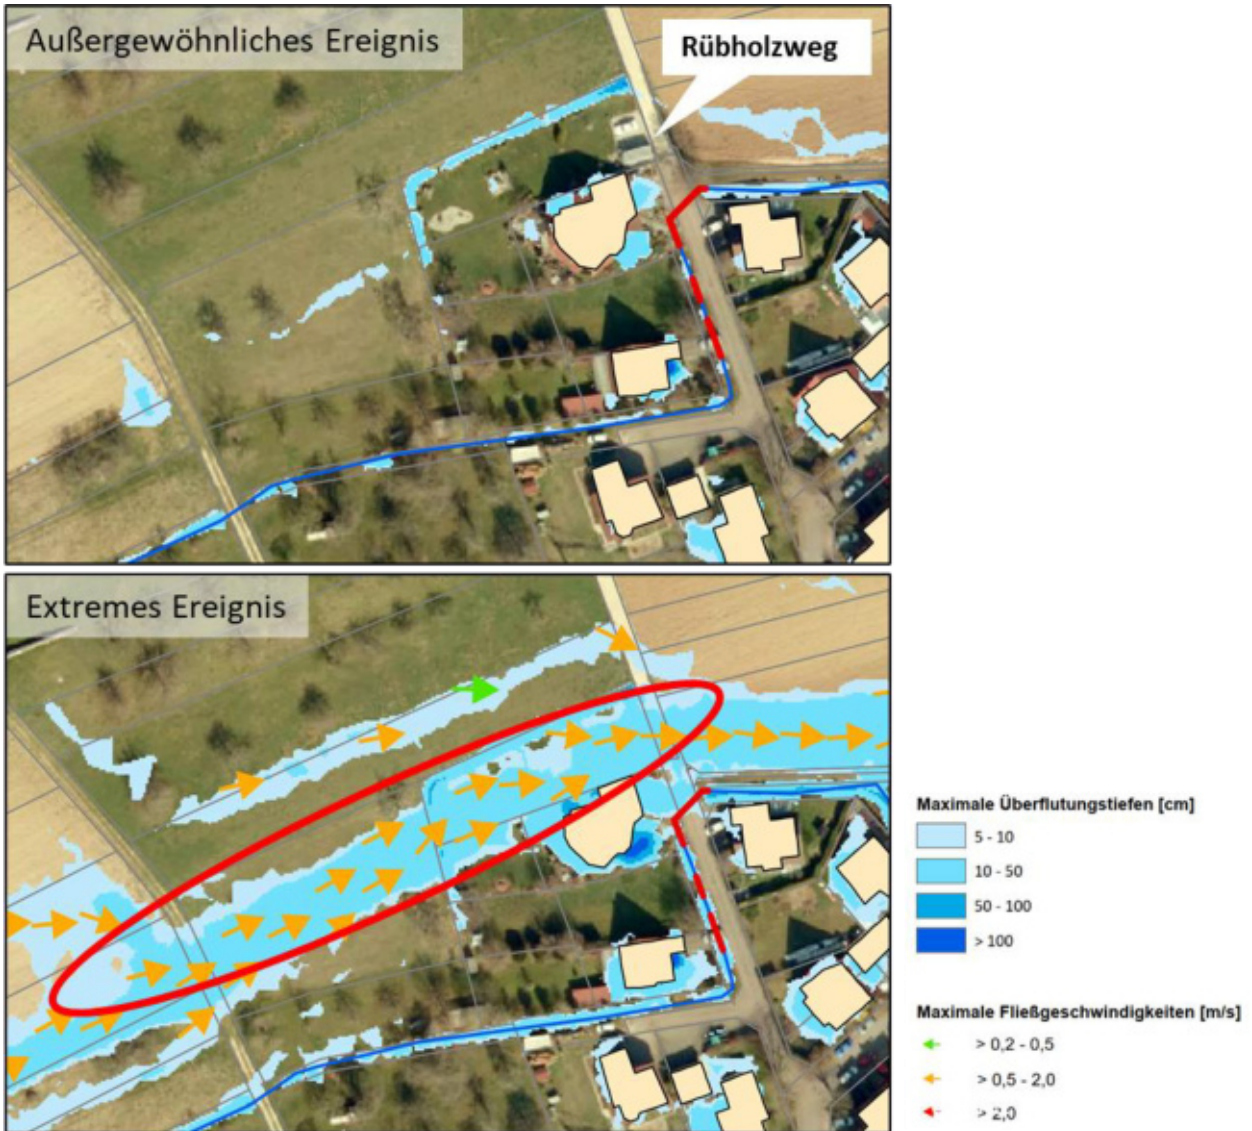 Außergewöhnliches Ereignis
Rübholzweg
Extremes Ereignis
Maximale Überflutungstiefen [cm]
5 - 10
10 - 50
50 - 100
> 100
Maximale Fließgeschwindigkeiten [m/s]
> 0,2 - 0,5
> 0,5 - 2,0
> 2,0